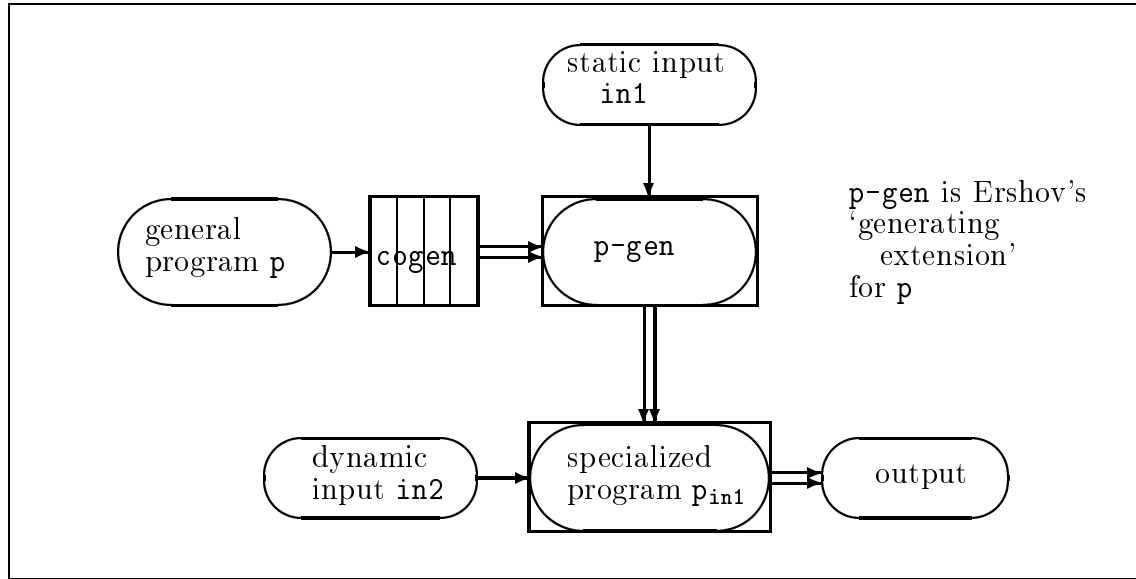 static input
in1
general
program p
cogen
p-gen
p-gen is Ershov's
‘generating
extension’
for p
dynamic
input in2
specialized
program p_in1
output